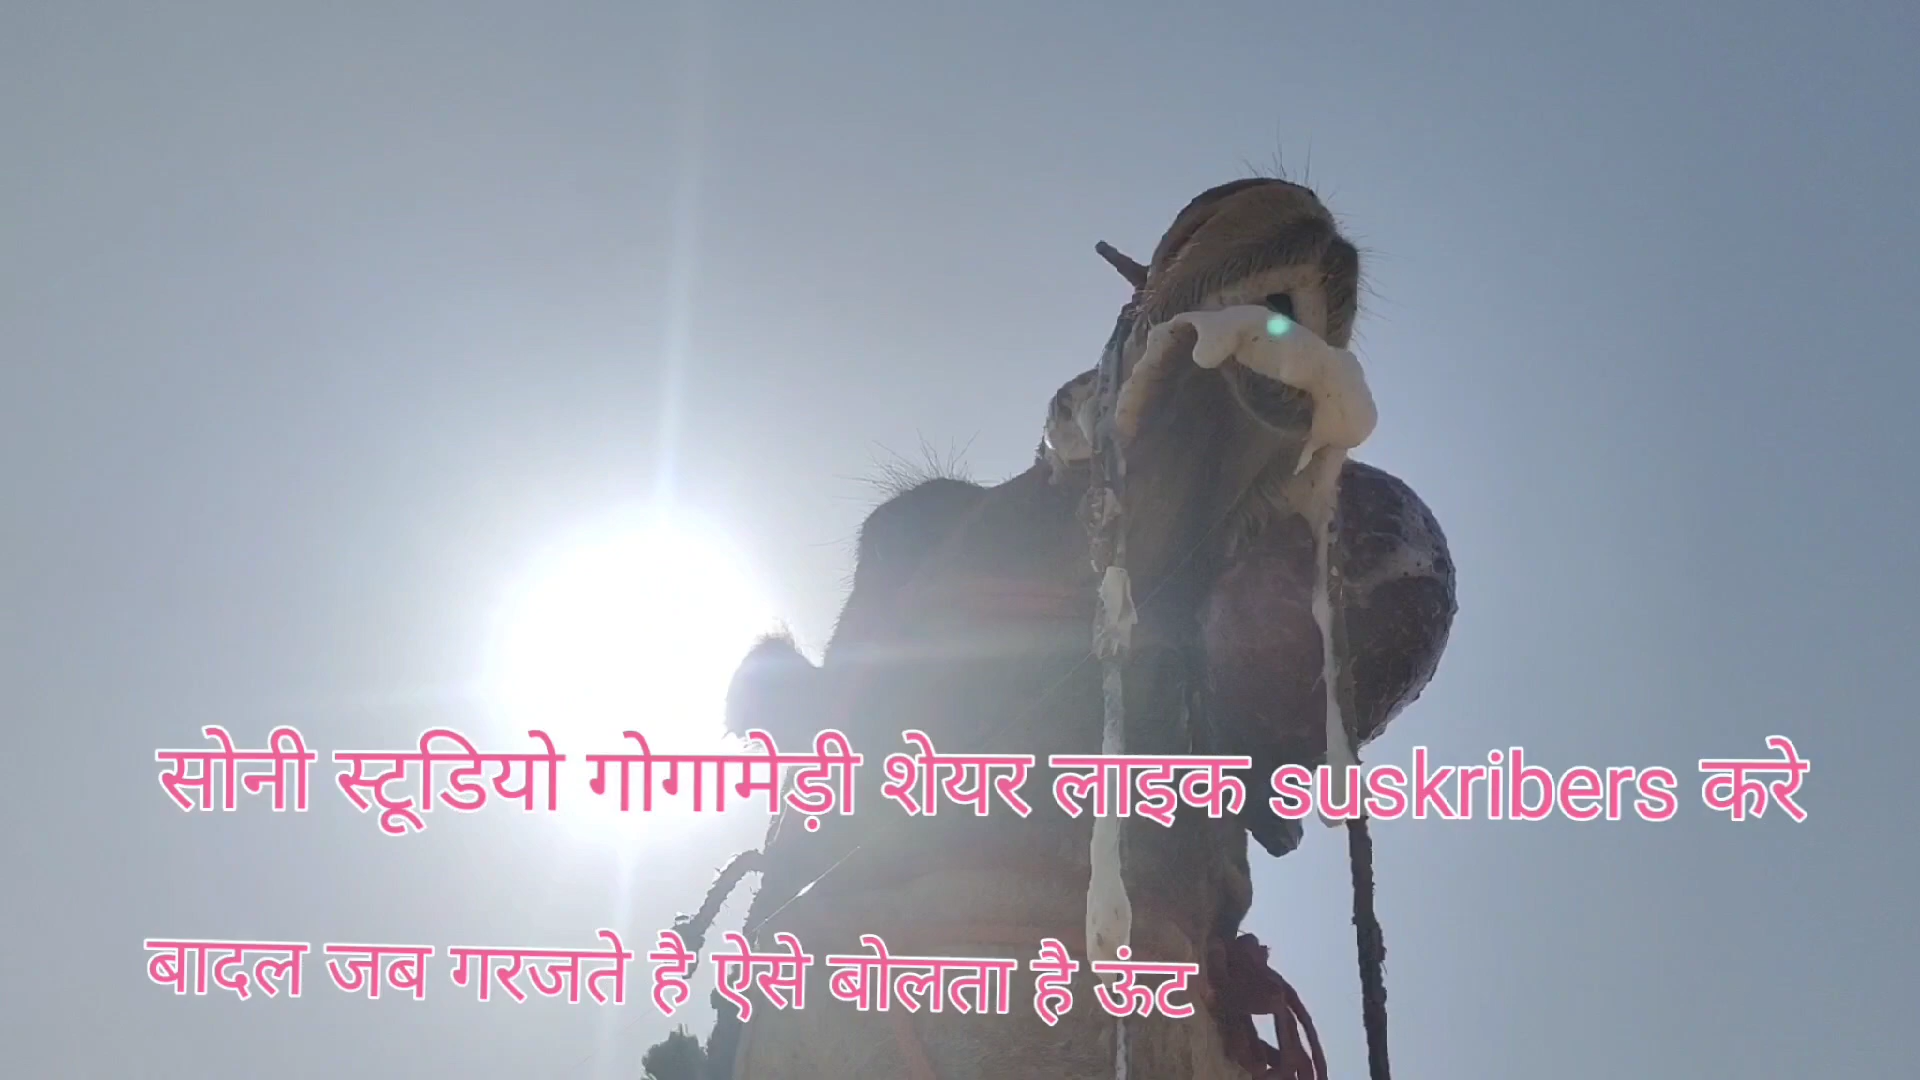 सोनी स्टूडियो गोगामेड़ी शेयर लाइक suskribers करे
बादल जब गरजते है ऐसे बोलता है ऊंट